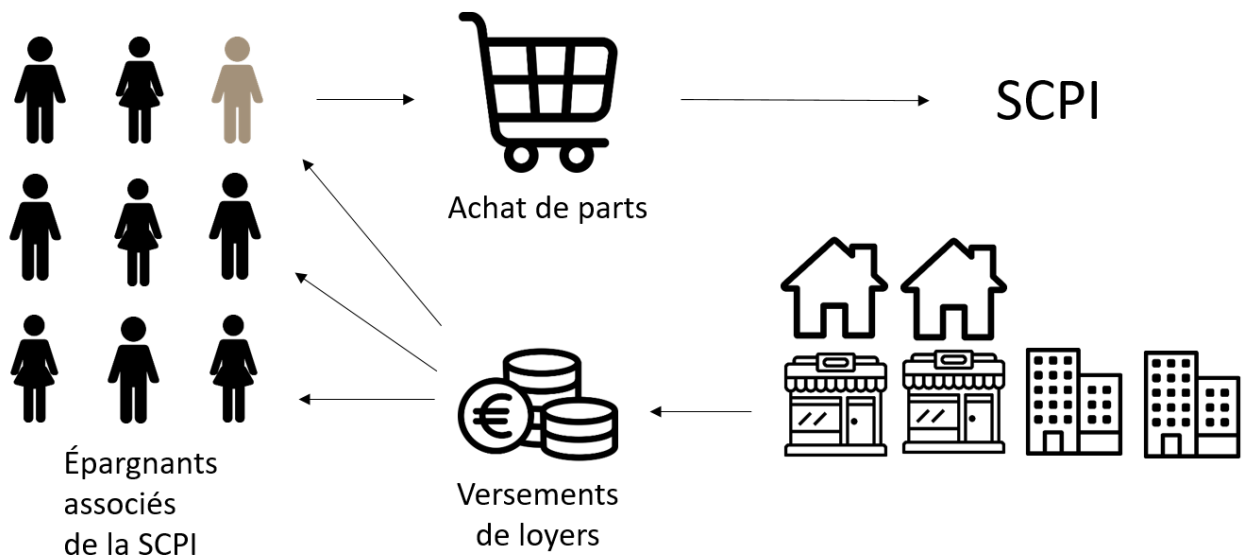 SCPI
Achat de parts
Épargnants
associés
de la SCPI
Versements
de loyers
€